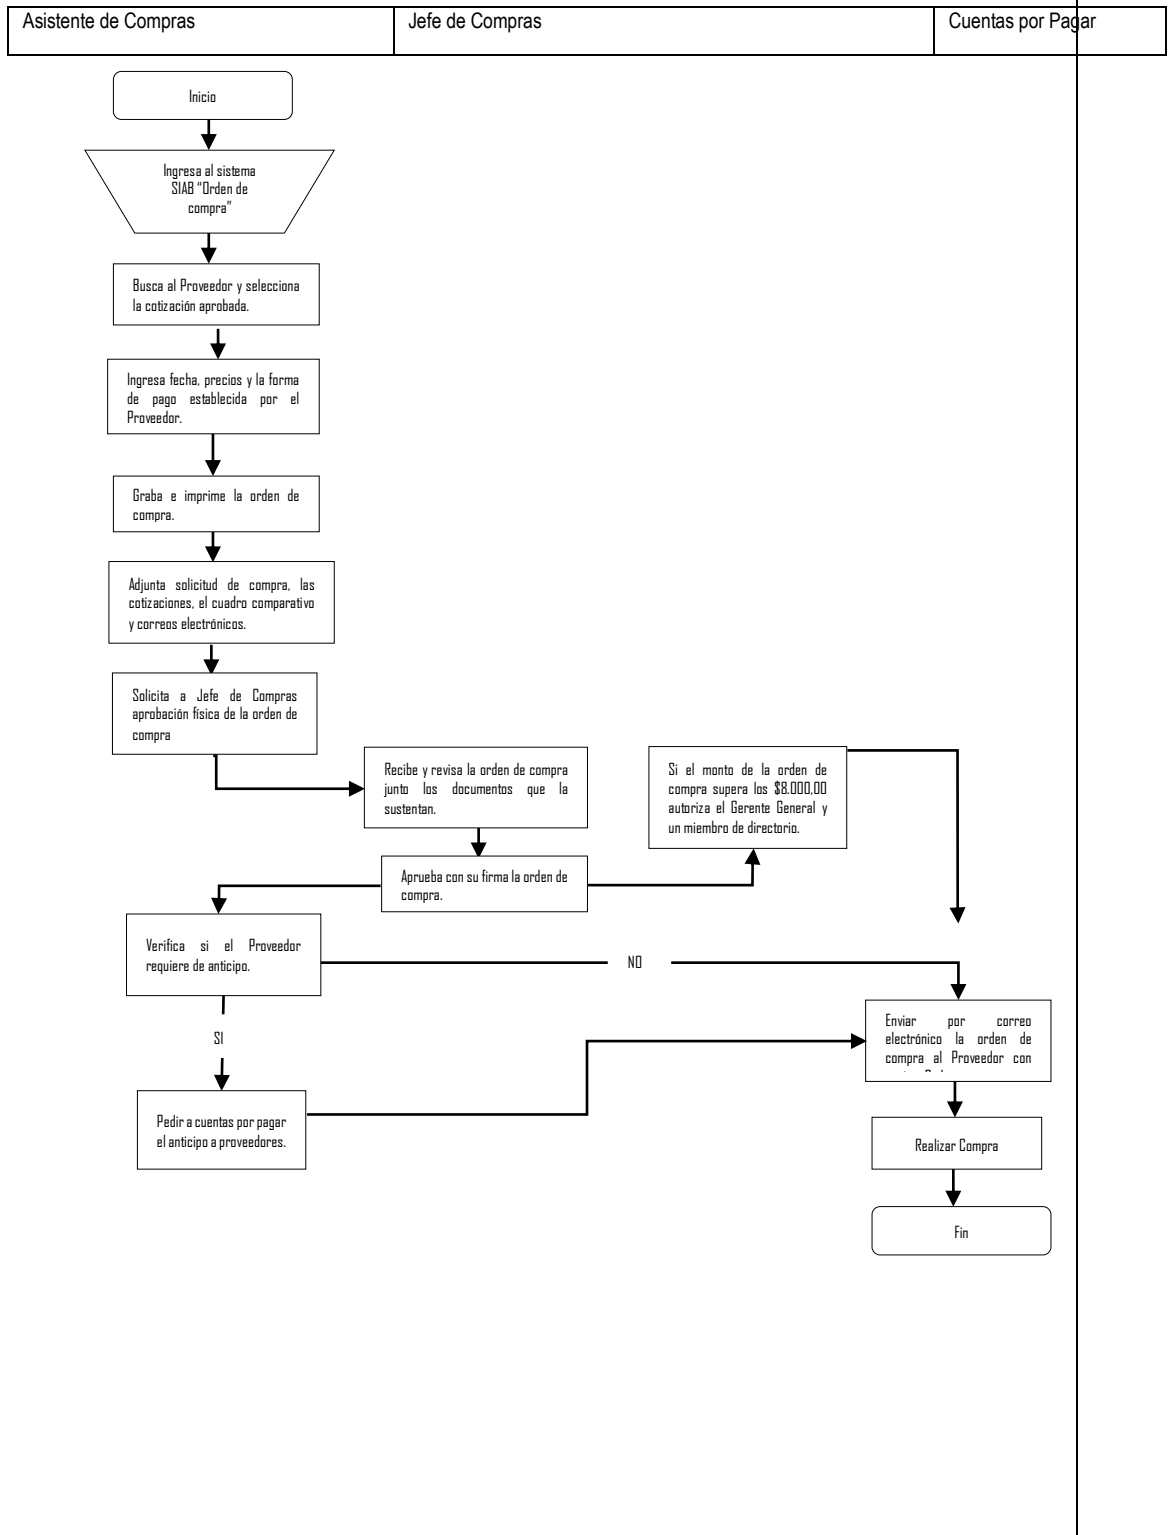 Asistente de Compras
Jefe de Compras
Cuentas por Pagar
Inicio
Ingresa al sistema
SIAB “Orden de
compra”
Busca al Proveedor y selecciona
la cotización aprobada.
Ingresa fecha, precios y la forma
de pago establecida por el
Proveedor.
Graba e imprime la orden de
compra.
Adjunta solicitud de compra, las
cotizaciones, el cuadro comparativo
y correos electrónicos.
Solicita a Jefe de Compras
aprobación física de la orden de
compra
Recibe y revisa la orden de compra
junto los documentos que la
sustentan.
Si el monto de la orden de
compra supera los $8.000,00
autoriza el Gerente General y
un miembro de directorio.
Aprueba con su firma la orden de
compra.
Verifica si el Proveedor
requiere de anticipo.
NO
SI
Enviar por correo
electrónico la orden de
compra al Proveedor con
Pedir a cuentas por pagar
el anticipo a proveedores.
Realizar Compra
Fin